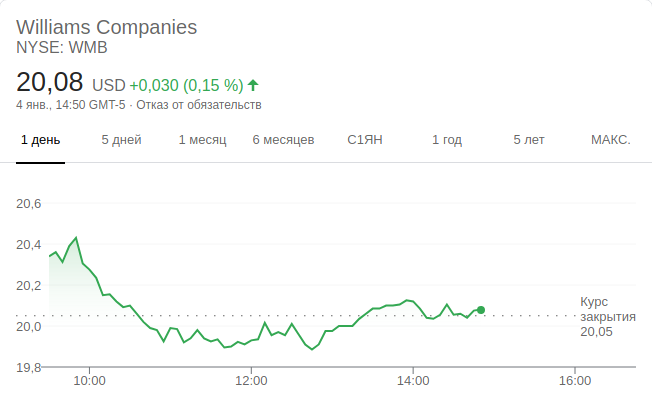 Williams Companies
NYSE: WMB
20,08 USD +0,030 (0,15 %)
4 янв., 14:50 GMT-5 · Отказ от обязательств
1 день 5 дней 1 месяц 6 месяцев С1ЯН 1 год 5 лет МАКС.
20,6
20,4
20,2
20,0
19,8
Курс
закрытия
20,05
10:00 12:00 14:00 16:00